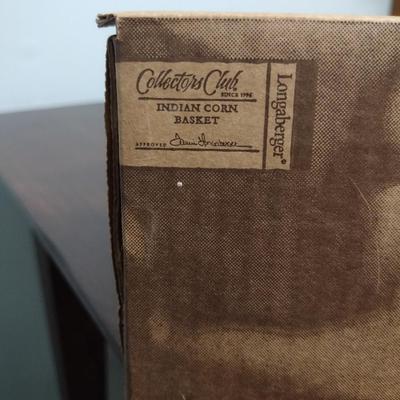 Collectors Club
SINCE 1996
INDIAN CORN
BASKET
APPROVED
Longaberger®